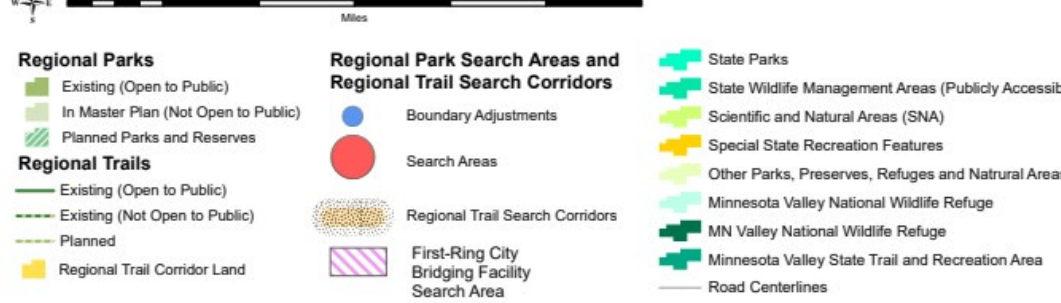 W E
S
Miles
Regional Parks
Existing (Open to Public)
In Master Plan (Not Open to Public)
Planned Parks and Reserves
Regional Trails
Existing (Open to Public)
Existing (Not Open to Public)
Planned
Regional Trail Corridor Land
Regional Park Search Areas and
Regional Trail Search Corridors
Boundary Adjustments
Search Areas
Regional Trail Search Corridors
First-Ring City
Bridging Facility
Search Area
State Parks
State Wildlife Management Areas (Publicly Accessib
Scientific and Natural Areas (SNA)
Special State Recreation Features
Other Parks, Preserves, Refuges and Natrural Areas
Minnesota Valley National Wildlife Refuge
MN Valley National Wildlife Refuge
Minnesota Valley State Trail and Recreation Area
Road Centerlines